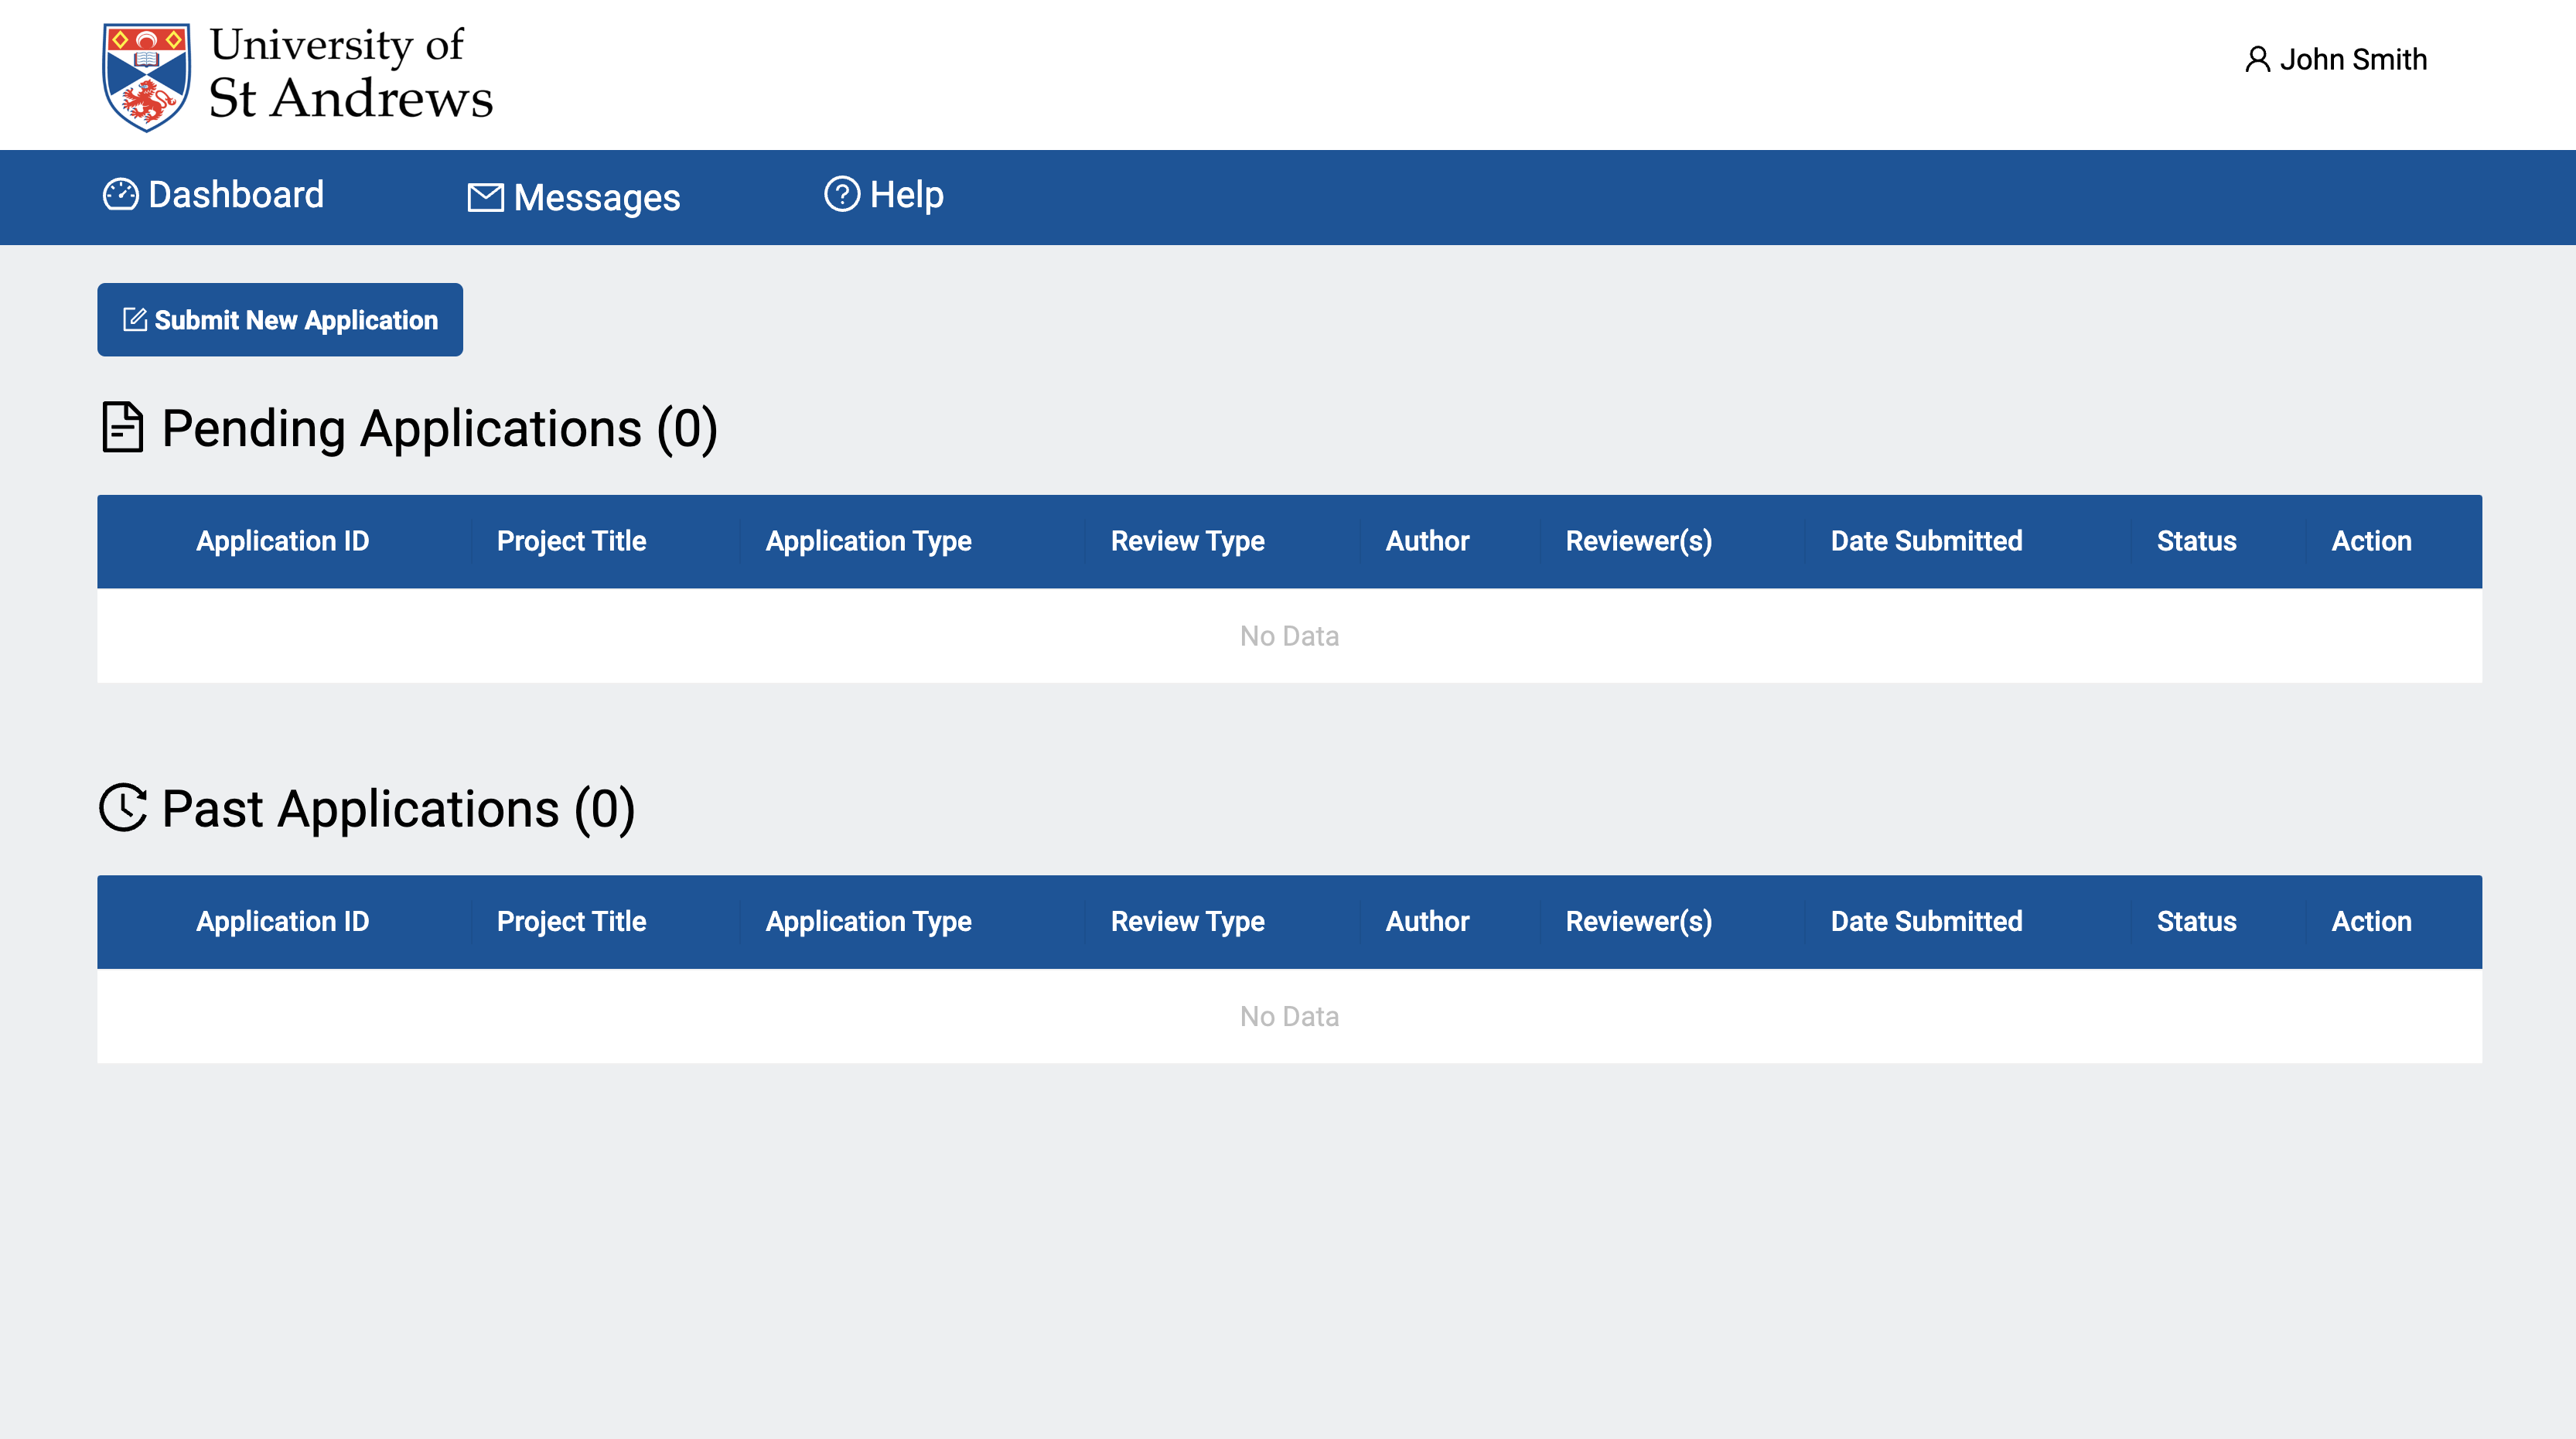 University of
St Andrews
John Smith
Dashboard
Messages
Help
Submit New Application
Pending Applications (0)
Application ID Project Title Application Type Review Type Author Reviewer(s) Date Submitted Status Action
No Data
Past Applications (0)
Application ID Project Title Application Type Review Type Author Reviewer(s) Date Submitted Status Action
No Data